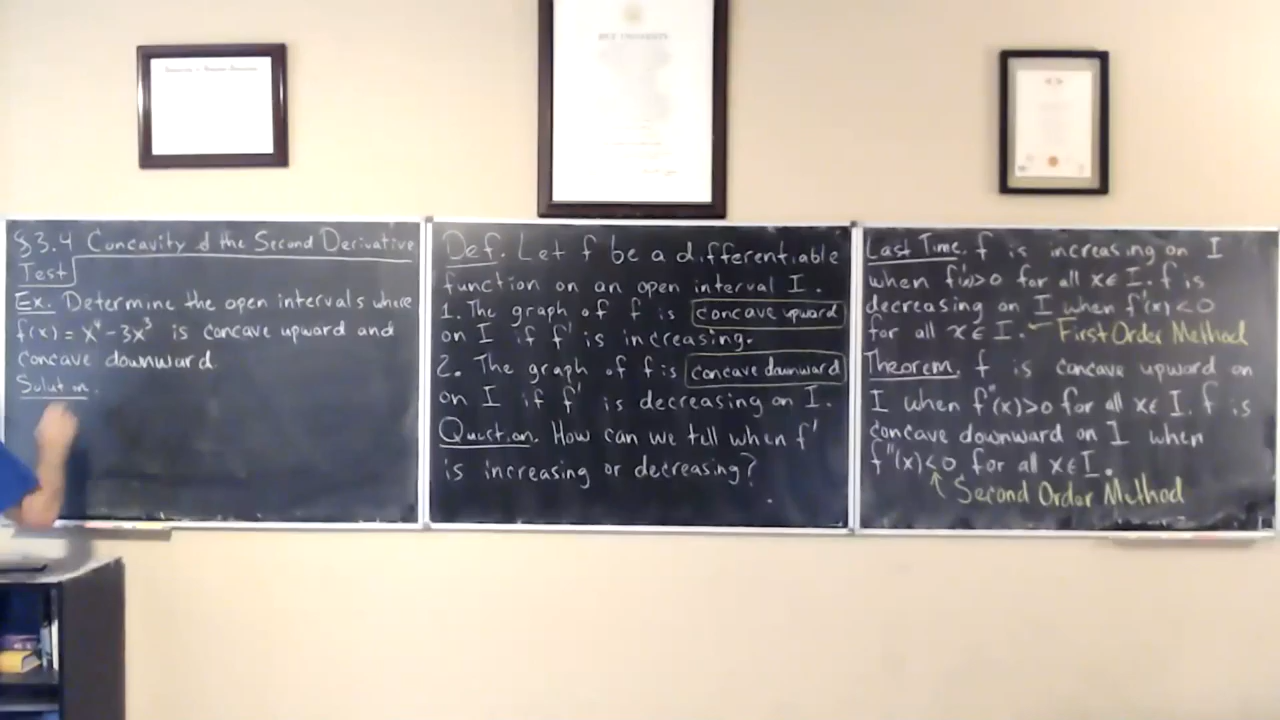 §3.4 Concavity & the Second Derivative
Test
Ex. Determine the open intervals where
f(x) = x⁴ - 3x³ is concave upward and
concave downward.
Solution.
Def. Let f be a differentiable
function on an open interval I.
1. The graph of f is concave upward
on I if f' is increasing.
2. The graph of f is concave downward
on I if f' is decreasing on I.
Question. How can we tell when f'
is increasing or decreasing?
Last Time. f is increasing on I
when f'(x)>0 for all x∈I. f is
decreasing on I when f'(x)<0
for all x∈I. ← First Order Method
Theorem. f is concave upward on
I when f"(x)>0 for all x∈I. f is
concave downward on I when
f"(x)<0 for all x∈I.
↑ Second Order Method